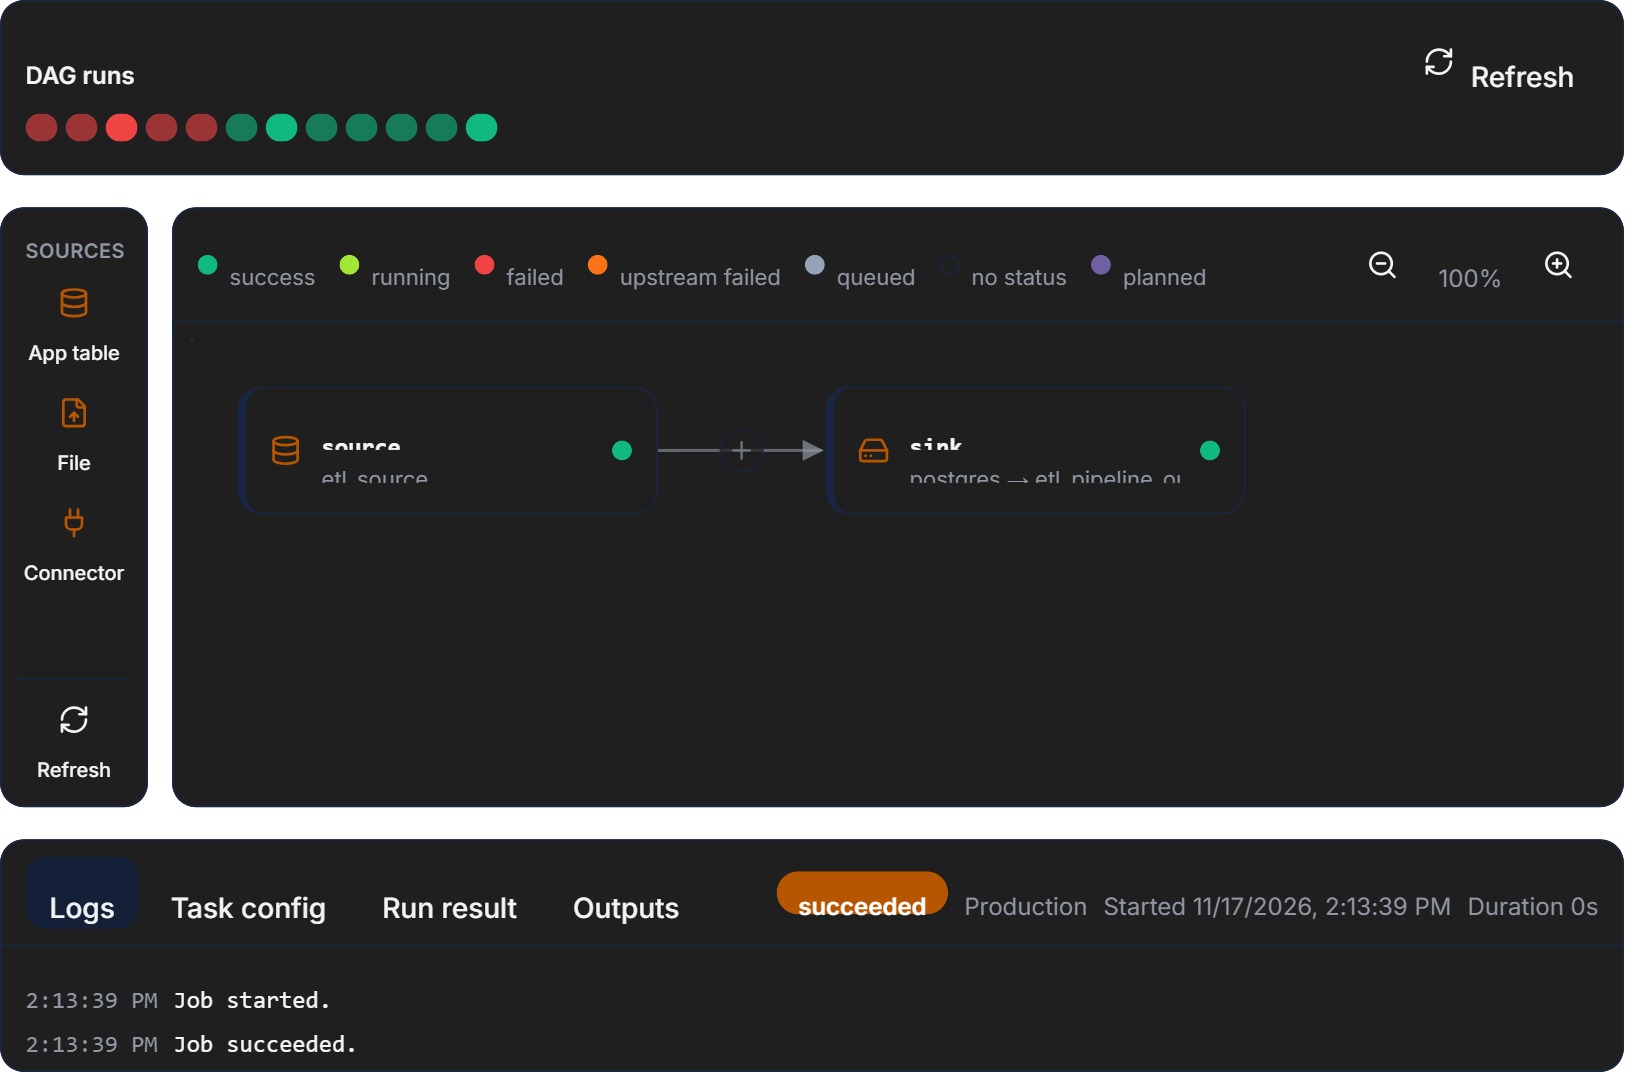 DAG runs
Refresh
SOURCES
App table
File
Connector
Refresh
success running failed upstream failed queued no status planned 100%
source
etl_source
sink
postgres → etl_pipeline
Logs Task config Run result Outputs succeeded Production Started 11/17/2026, 2:13:39 PM Duration 0s
2:13:39 PM Job started.
2:13:39 PM Job succeeded.